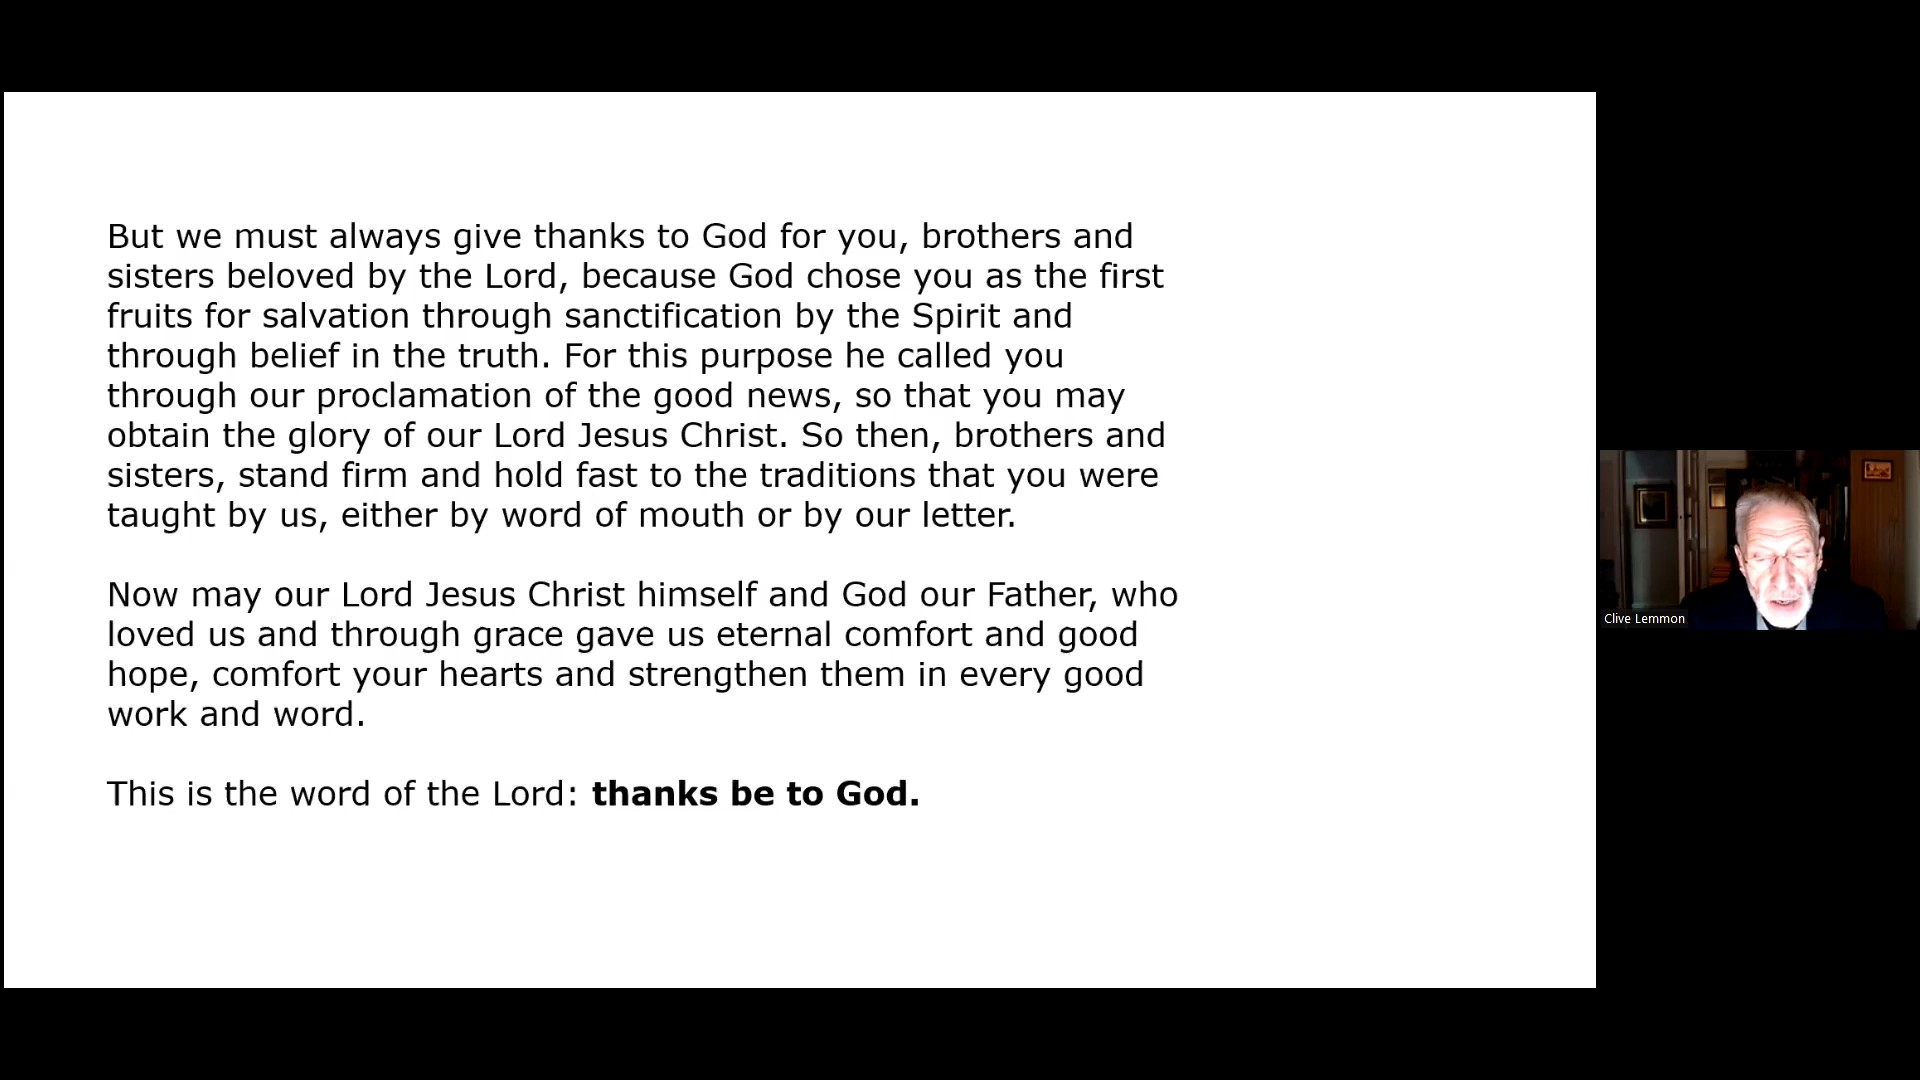 But we must always give thanks to God for you, brothers and
sisters beloved by the Lord, because God chose you as the first
fruits for salvation through sanctification by the Spirit and
through belief in the truth. For this purpose he called you
through our proclamation of the good news, so that you may
obtain the glory of our Lord Jesus Christ. So then, brothers and
sisters, stand firm and hold fast to the traditions that you were
taught by us, either by word of mouth or by our letter.
Now may our Lord Jesus Christ himself and God our Father, who
loved us and through grace gave us eternal comfort and good
hope, comfort your hearts and strengthen them in every good
work and word.
This is the word of the Lord: thanks be to God.
Clive Lemmon